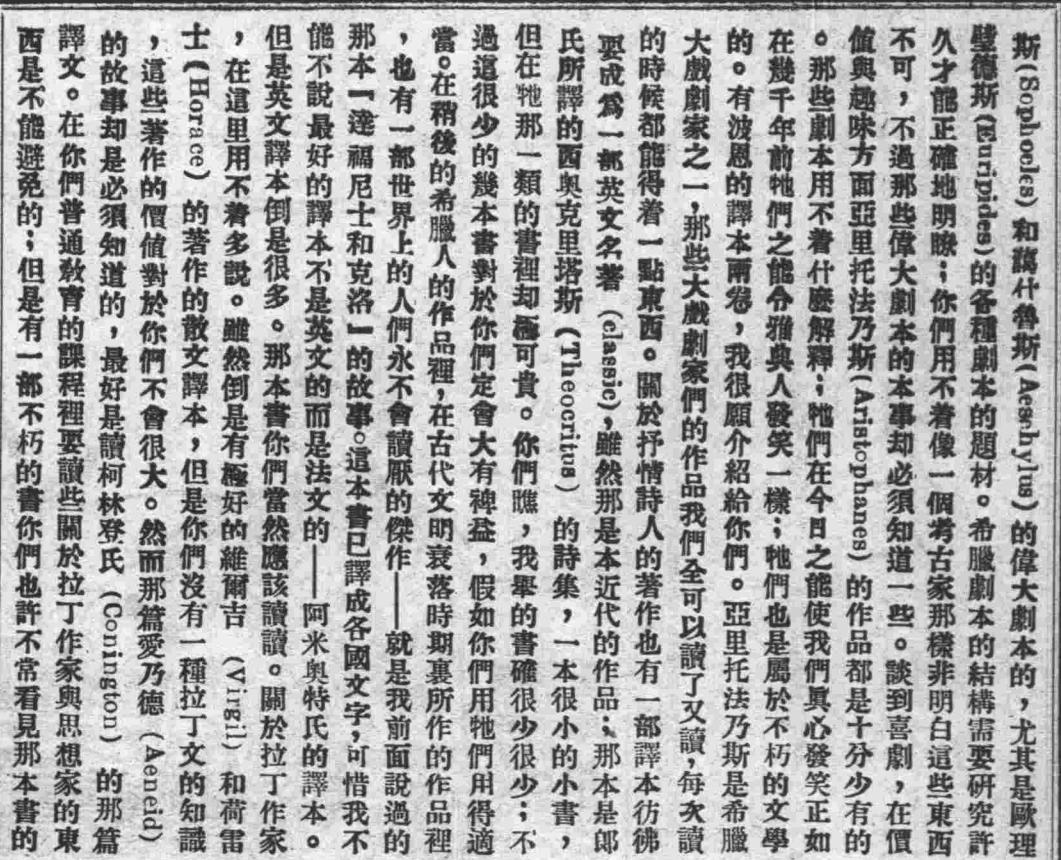 斯(Sophocles)和謁什魯斯(Aeschylus)的偉大劇本的，尤其是歐理
璧德斯(Euripides)的各種劇本的題材。希臘劇本的結構需要研究許
久才能正確地明瞭；你們用不着像一個考古家那樣非明白這些東西
不可，不過那些偉大劇本的本事却必須知道一些。談到喜劇，在價
值與趣味方面亞里托法乃斯(Aristophanes)的作品都是十分少有的
。那些劇本用不着什麼解釋；牠們在今日之能使我們眞心發笑正如
在幾千年前牠們之能令雅典人發笑一樣；牠們也是屬於不朽的文學
的。有波恩的譯本兩卷，我很願介紹給你們。亞里托法乃斯是希臘
大戲劇家之一，那些大戲劇家們的作品我們全可以讀了又讀，每次讀
的時候都能得着一點東西。關於抒情詩人的著作也有一部譯本彷彿
要成爲一部英文名著(classic)，雖然那是本近代的作品；那本是郎
氏所譯的西奧克里塔斯(Theocritus)的詩集，一本很小的小書，
但在牠那一類的書裡却極可貴。你們瞧，我舉的書確很少很少；不
過這很少的幾本書對於你們定會大有裨益，假如你們用牠們用得適
當。在稍後的希臘人的作品裡，在古代文明衰落時期裏所作的作品裡
，也有一部世界上的人們永不會讀厭的傑作——就是我前面說過的
那本「達福尼士和克洛」的故事。這本書已譯成各國文字，可惜我不
能不說最好的譯本不是英文的而是法文的——阿米奧特氏的譯本。
但是英文譯本倒是很多。那本書你們當然應該讀讀。關於拉丁作家
，在這里用不着多說。雖然倒是有極好的維爾吉(Virgil)和荷雷
士(Horace)的著作的散文譯本，但是你們沒有一種拉丁文的知識
，這些著作的價値對於你們不會很大。然而那篇愛乃德(Aeneid)
的故事却是必須知道的，最好是讀柯林登氏(Conington)的那篇
譯文。在你們普通敎育的課程裡要讀些關於拉丁作家與思想家的東
西是不能避免的；但是有一部不朽的書你們也許不常看見那本書的